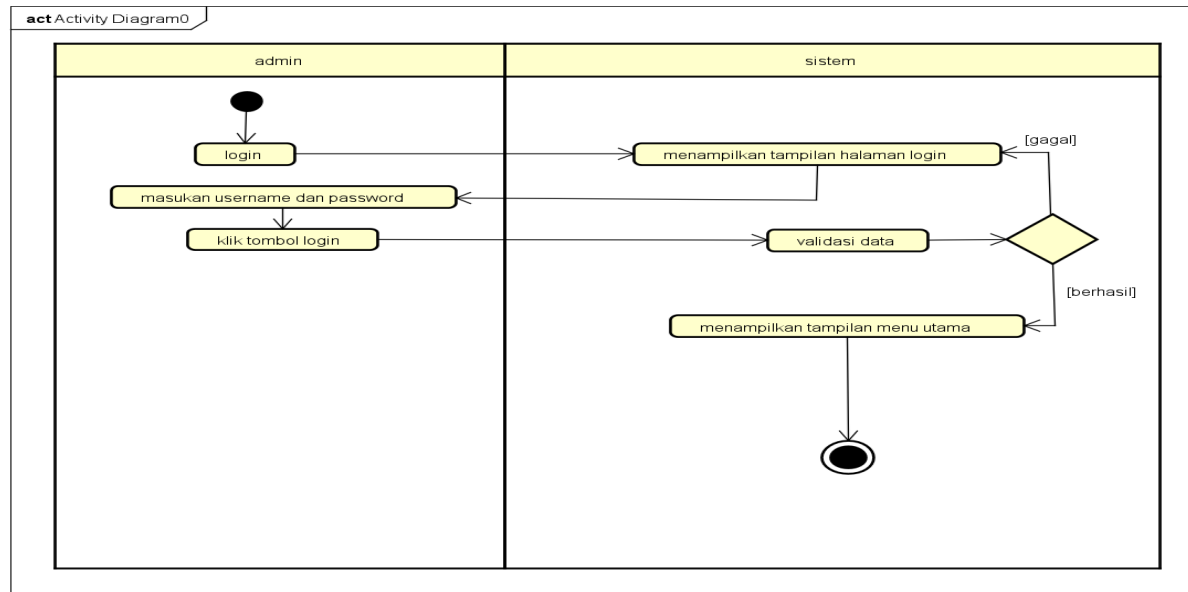 act Activity Diagram0
admin
sistem
login
menampilkan tampilan halaman login
[gagal]
masukan username dan password
klik tombol login
validasi data
[berhasil]
menampilkan tampilan menu utama